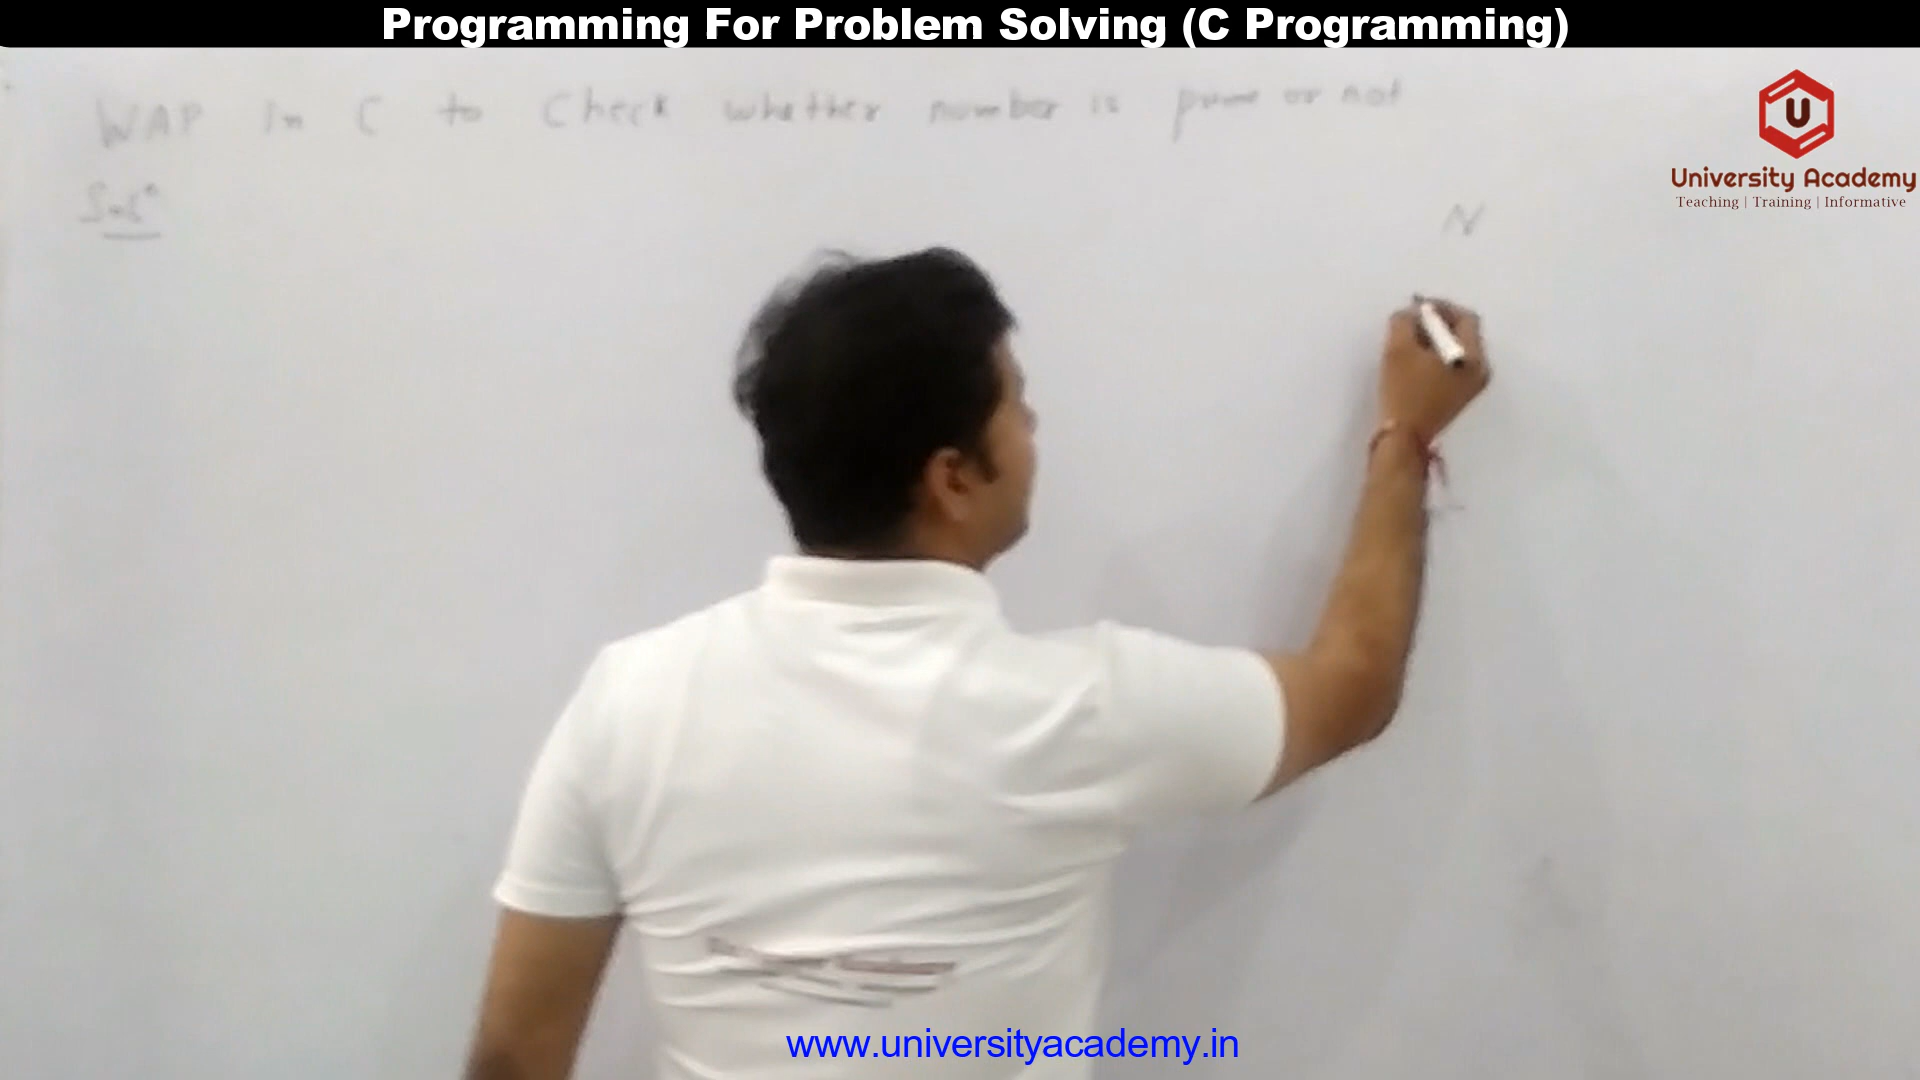 Programming For Problem Solving (C Programming)
WAP in C to Check whether number is prime or not
Solⁿ
N
U
University Academy
Teaching | Training | Informative
www.universityacademy.in